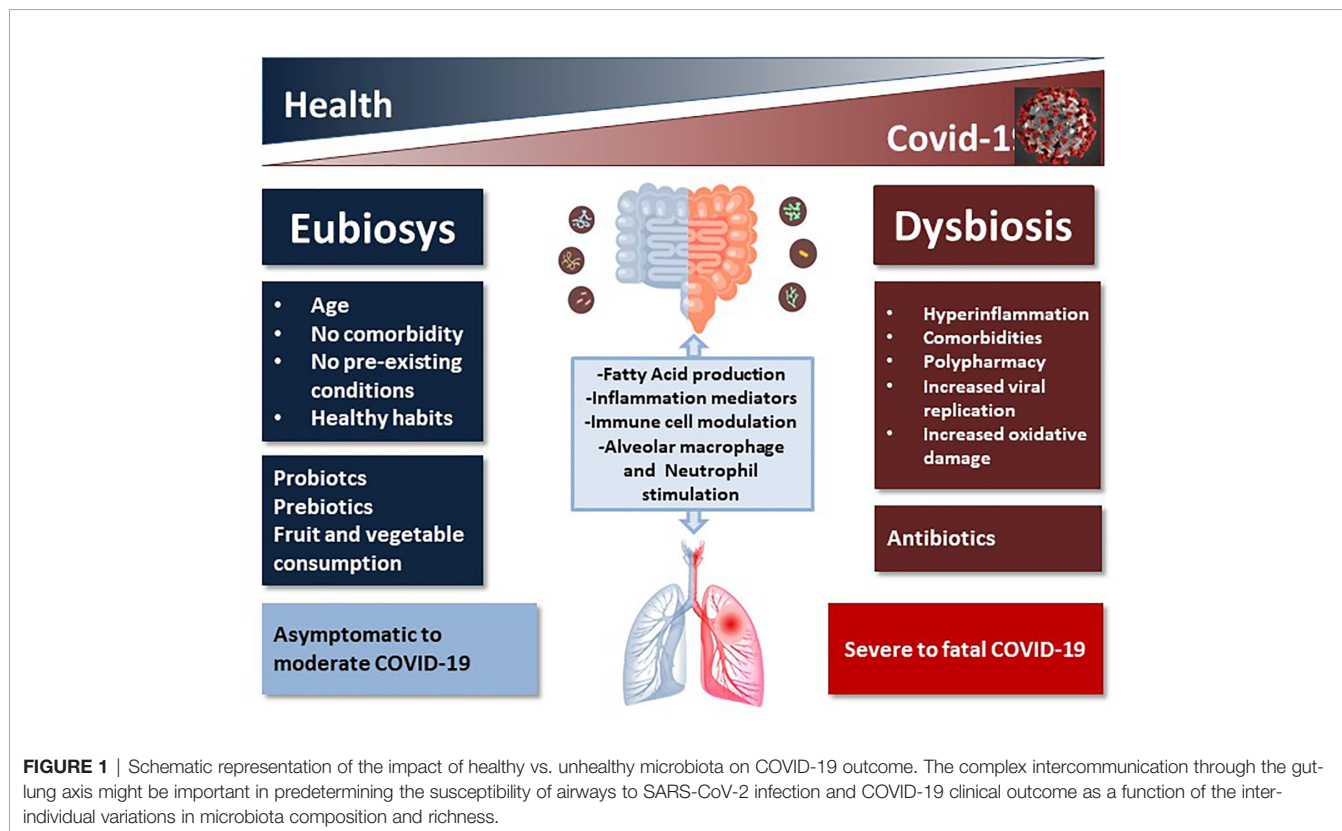 Health
Covid-19
Eubiosys
Dysbiosis
• Age
• No comorbidity
• No pre-existing
conditions
• Healthy habits
-Fatty Acid production
-Inflammation mediators
-Immune cell modulation
-Alveolar macrophage
and Neutrophil
stimulation
• Hyperinflammation
• Comorbidities
• Polypharmacy
• Increased viral
replication
• Increased oxidative
damage
Probiotcs
Prebiotics
Fruit and vegetable
consumption
Antibiotics
Asymptomatic to
moderate COVID-19
Severe to fatal COVID-19
FIGURE 1 | Schematic representation of the impact of healthy vs. unhealthy microbiota on COVID-19 outcome. The complex intercommunication through the gut-
lung axis might be important in predetermining the susceptibility of airways to SARS-CoV-2 infection and COVID-19 clinical outcome as a function of the inter-
individual variations in microbiota composition and richness.